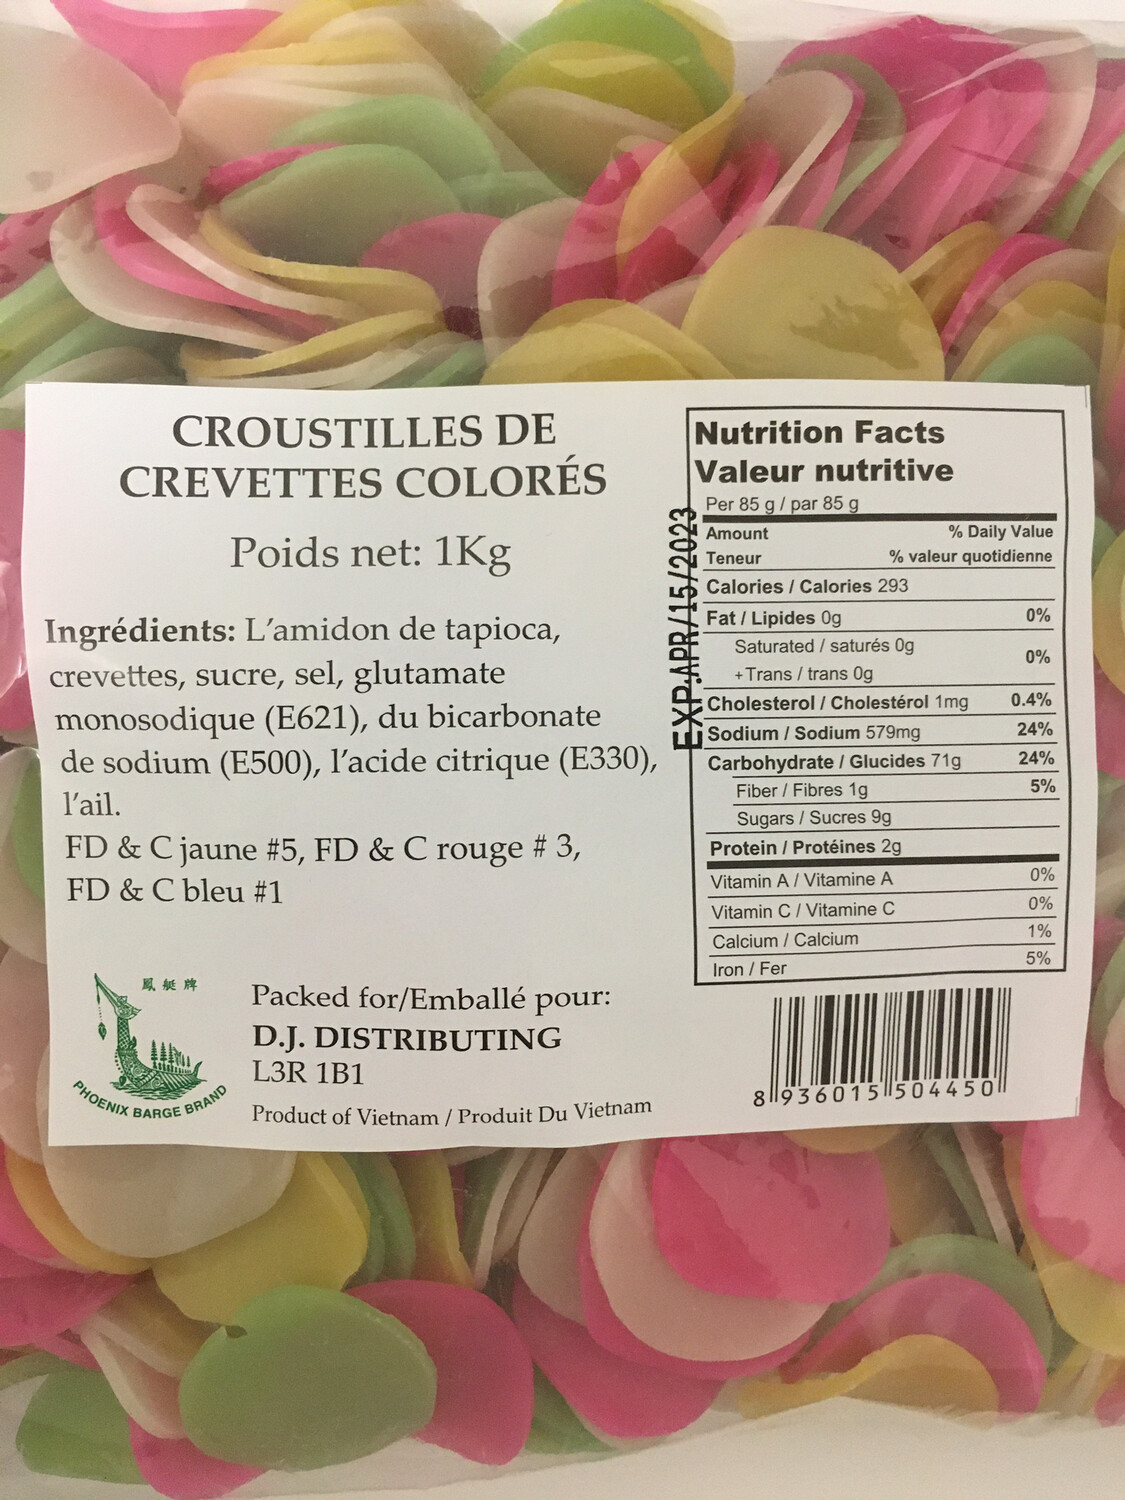 CROUSTILLES DE
CREVETTES COLORÉS
Poids net: 1Kg
Ingrédients: L'amidon de tapioca,
crevettes, sucre, sel, glutamate
monosodique (E621), du bicarbonate
de sodium (E500), l'acide citrique (E330),
l'ail.
FD & C jaune #5, FD & C rouge # 3,
FD & C bleu #1
鳳艇牌
PHOENIX BARGE BRAND
Packed for/Emballé pour:
D.J. DISTRIBUTING
L3R 1B1
Product of Vietnam / Produit Du Vietnam
EXP:APR/15/2023
Nutrition Facts
Valeur nutritive
Per 85 g / par 85 g
Amount % Daily Value
Teneur % valeur quotidienne
Calories / Calories 293
Fat / Lipides 0g 0%
Saturated / saturés 0g
+Trans / trans 0g 0%
Cholesterol / Cholestérol 1mg 0.4%
Sodium / Sodium 579mg 24%
Carbohydrate / Glucides 71g 24%
Fiber / Fibres 1g 5%
Sugars / Sucres 9g
Protein / Protéines 2g
Vitamin A / Vitamine A 0%
Vitamin C / Vitamine C 0%
Calcium / Calcium 1%
Iron / Fer 5%
8 936015 504450